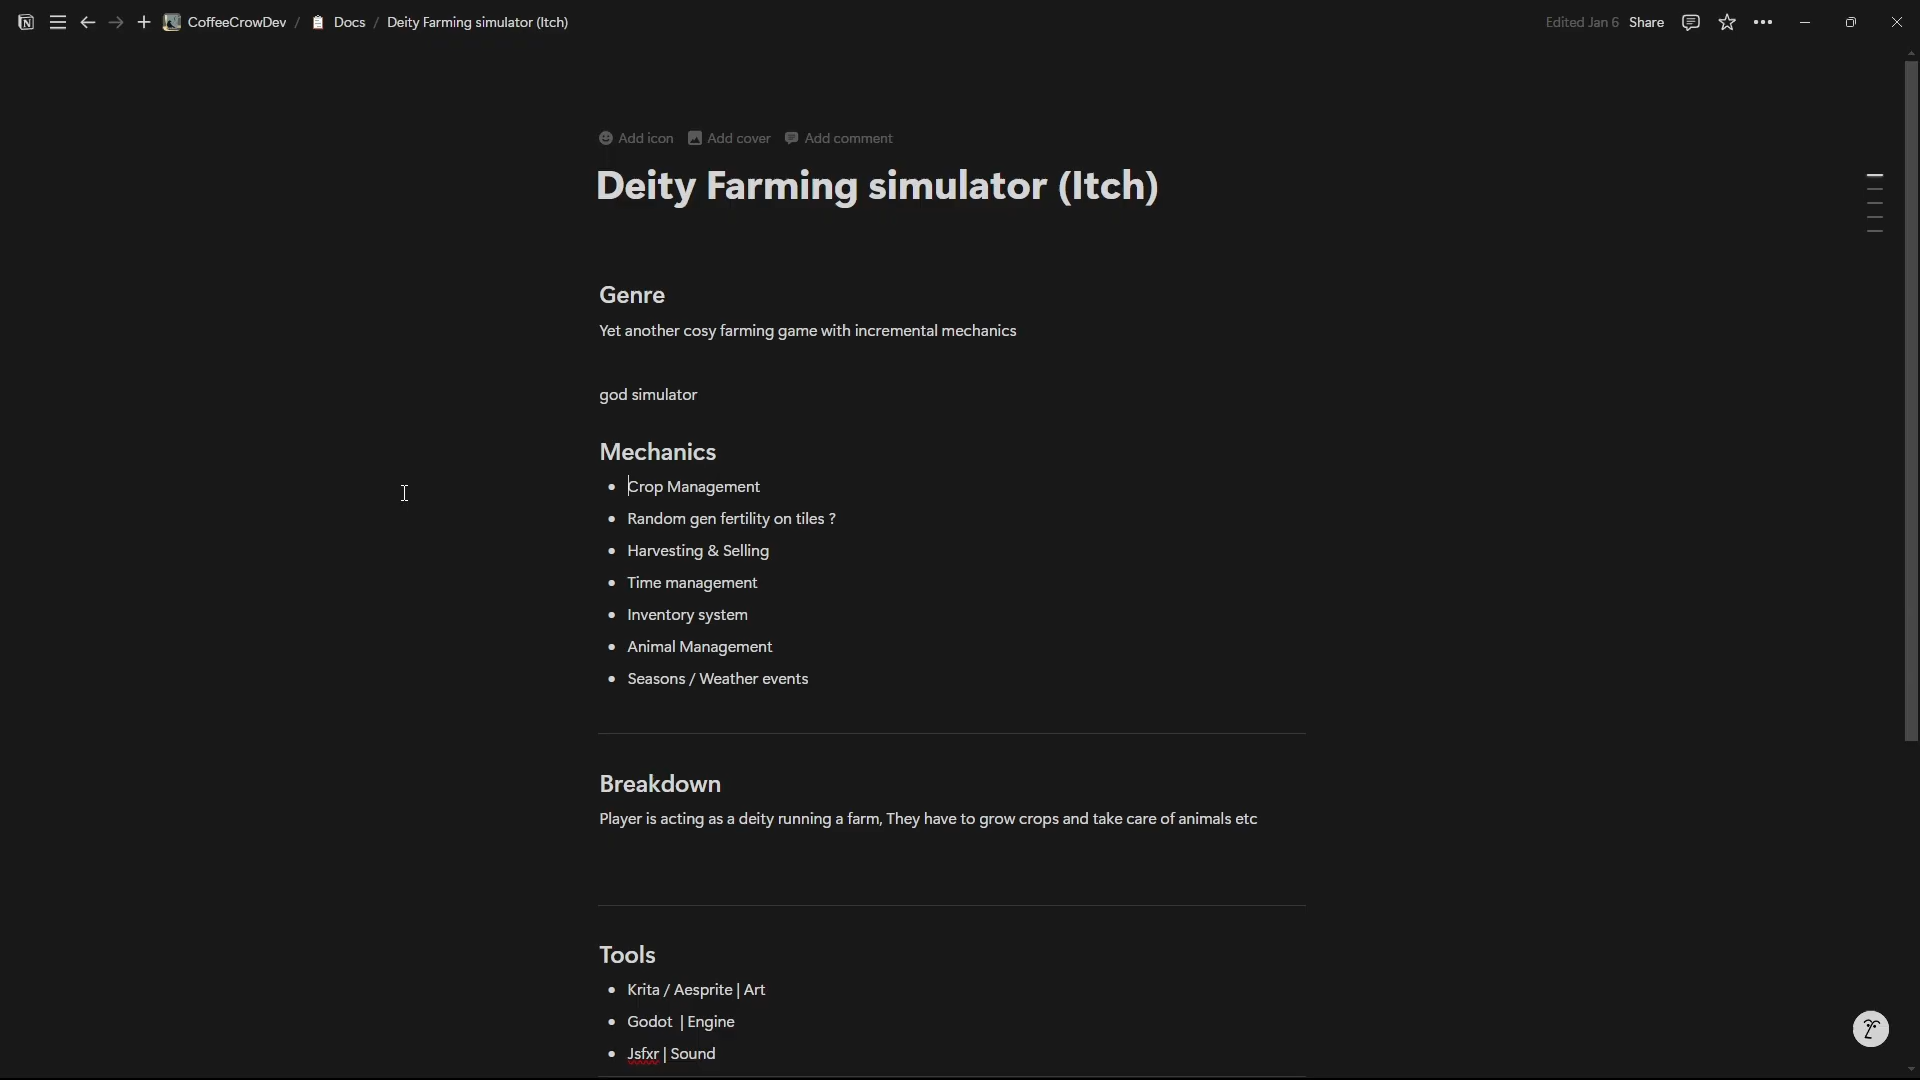 CoffeeCrowDev / Docs / Deity Farming simulator (Itch)
Edited Jan 6 Share
Add icon Add cover Add comment
Deity Farming simulator (Itch)
Genre
Yet another cosy farming game with incremental mechanics
god simulator
Mechanics
• Crop Management
• Random gen fertility on tiles ?
• Harvesting & Selling
• Time management
• Inventory system
• Animal Management
• Seasons / Weather events
Breakdown
Player is acting as a deity running a farm, They have to grow crops and take care of animals etc
Tools
• Krita / Aesprite | Art
• Godot | Engine
• Jsfxr | Sound